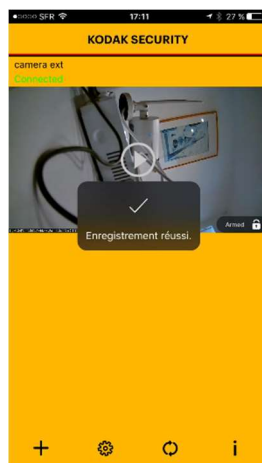 SFR 17:11 27 %
KODAK SECURITY
camera ext
Connected
Armed
Enregistrement réussi.